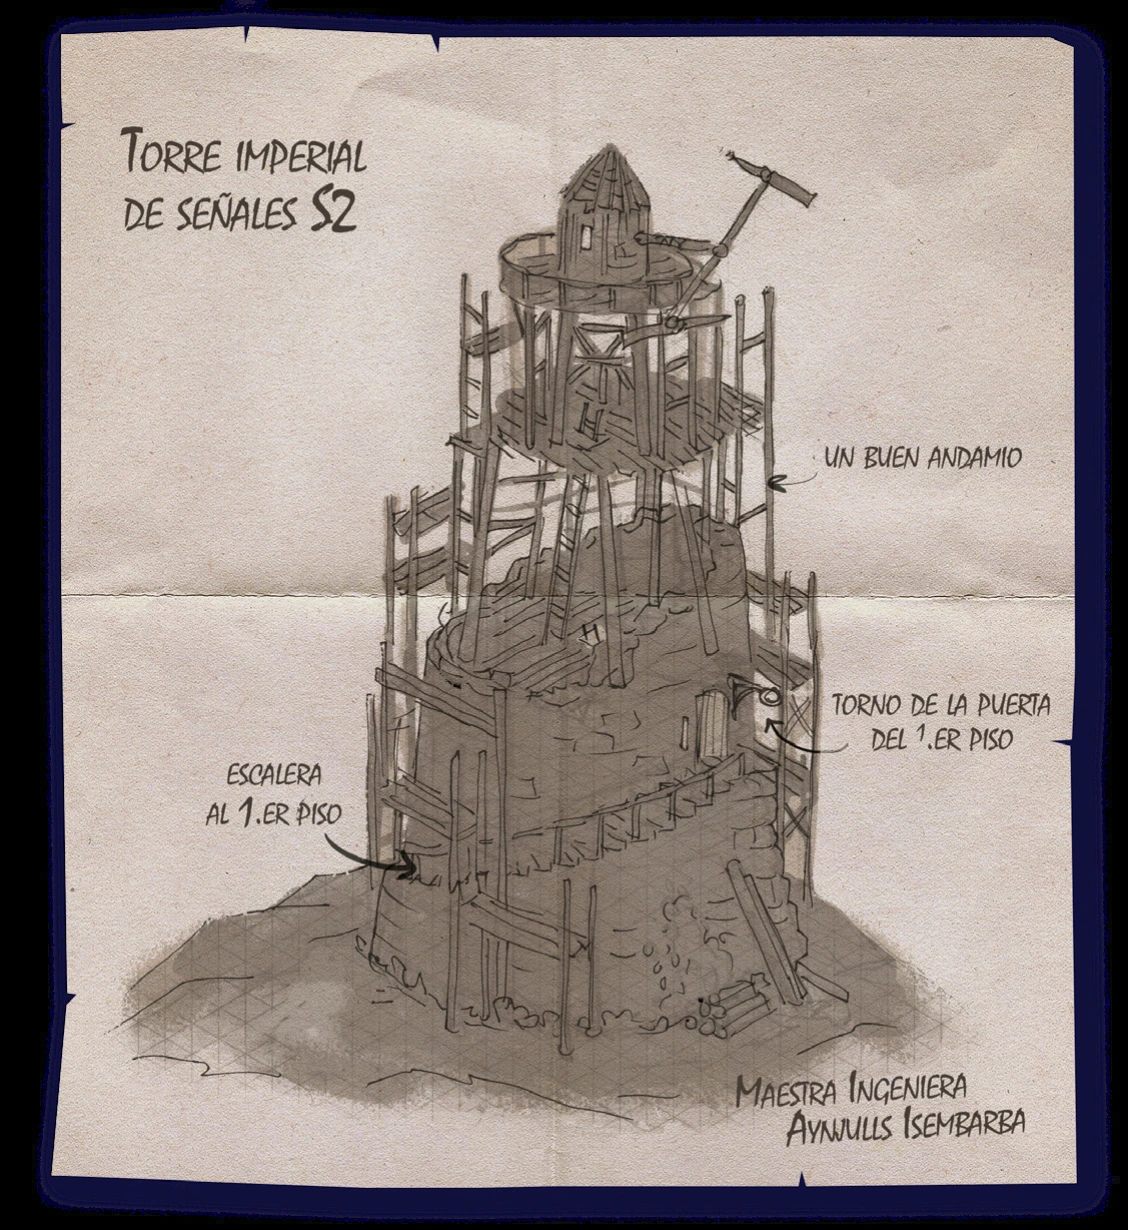 TORRE IMPERIAL
DE SEÑALES S2
UN BUEN ANDAMIO
TORNO DE LA PUERTA
DEL 1.ER PISO
ESCALERA
AL 1.ER PISO
MAESTRA INGENIERA
AYNJULLS ISEMBARBA